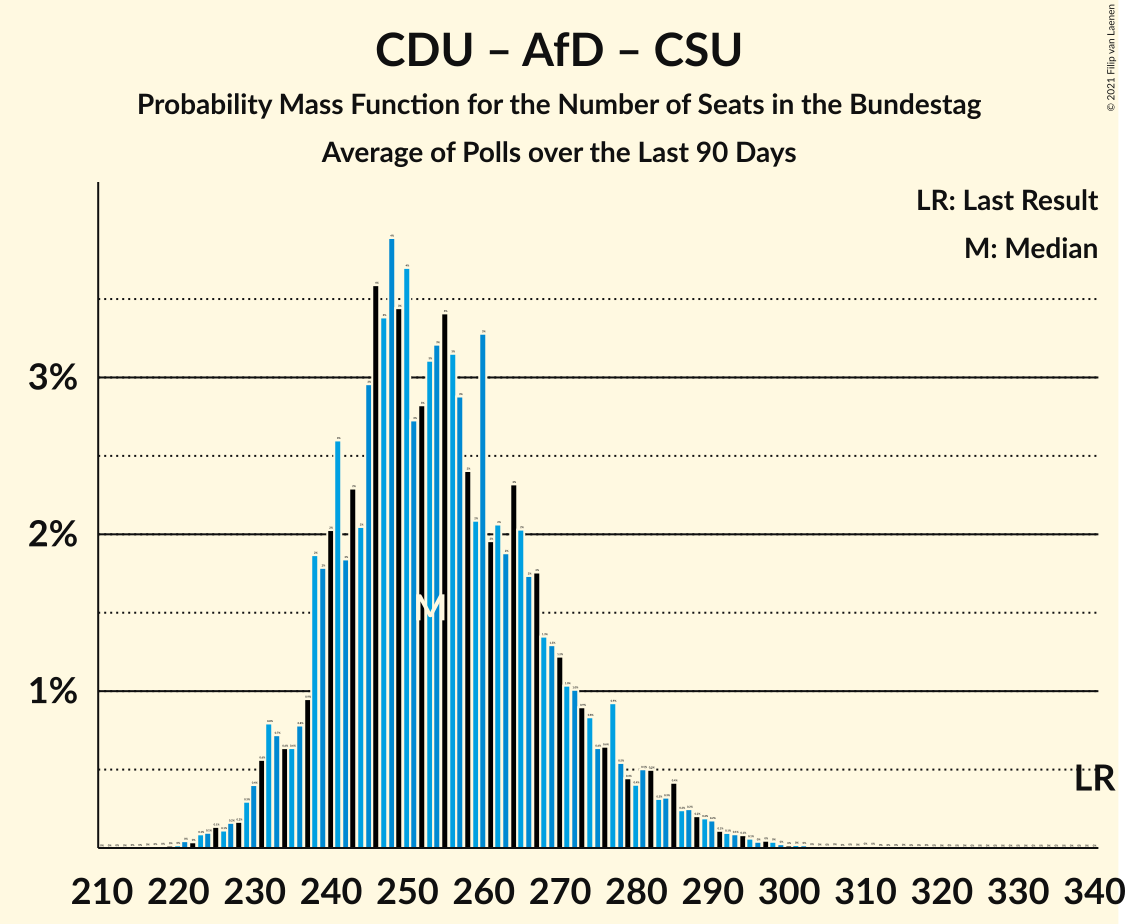 CDU – AfD – CSU
Probability Mass Function for the Number of Seats in the Bundestag
Average of Polls over the Last 90 Days
© 2021 Filip van Laenen
LR: Last Result
M: Median
3%
2%
1%
M
LR
210 220 230 240 250 260 270 280 290 300 310 320 330 340